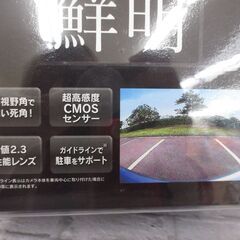 鮮明
視野角で
い死角!
超高感度
CMOS
センサー
値2.3
性能レンズ
ガイドラインで
駐車をサポート